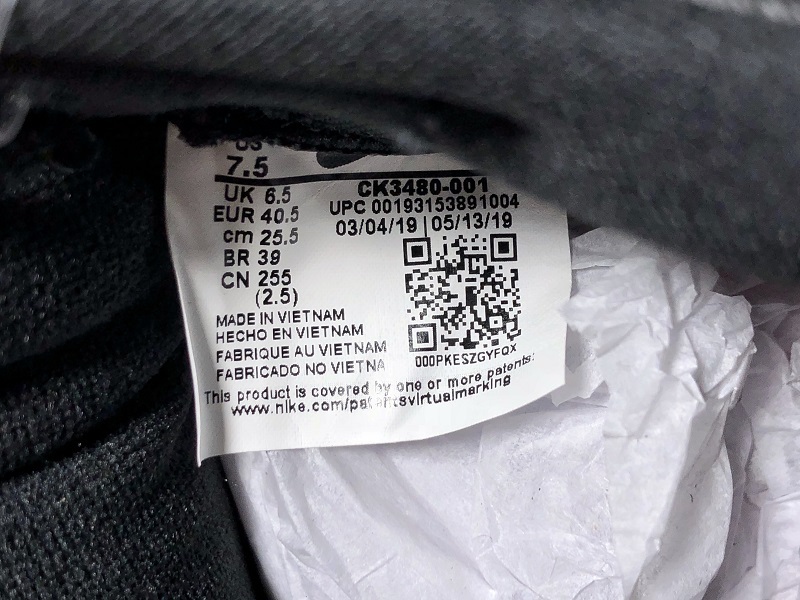 US
7.5
UK 6.5
EUR 40.5
cm 25.5
BR 39
CN 255
(2.5)
CK3480-001
UPC 00193153891004
03/04/19 | 05/13/19
000PKESZGYFQX
MADE IN VIETNAM
HECHO EN VIETNAM
FABRIQUE AU VIETNAM
FABRICADO NO VIETNA
This product is covered by one or more patents:
www.nike.com/patentsvirtualmarking